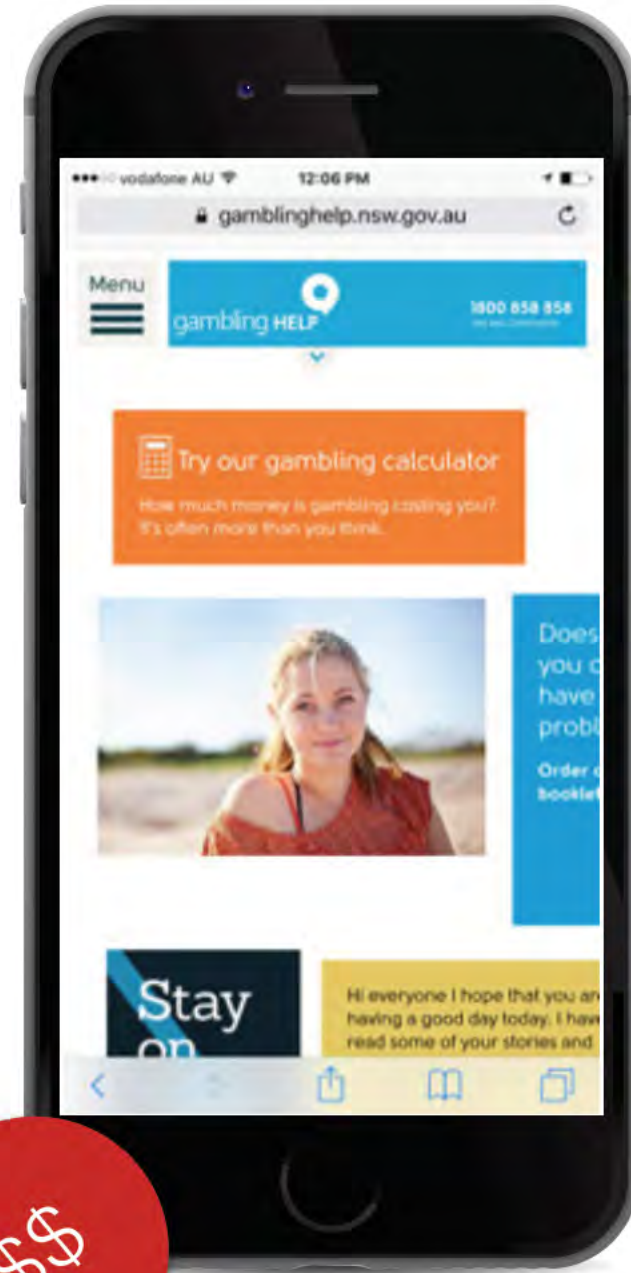 vodafone AU 12:06 PM
gamblinghelp.nsw.gov.au
Menu
gambling HELP
1800 858 858
Try our gambling calculator
How much money is gambling costing you?
It's often more than you think.
Does
you
have
probl
Order
booklet
Stay
on
Hi everyone I hope that you are
having a good day today. I have
read some of your stories and
$$